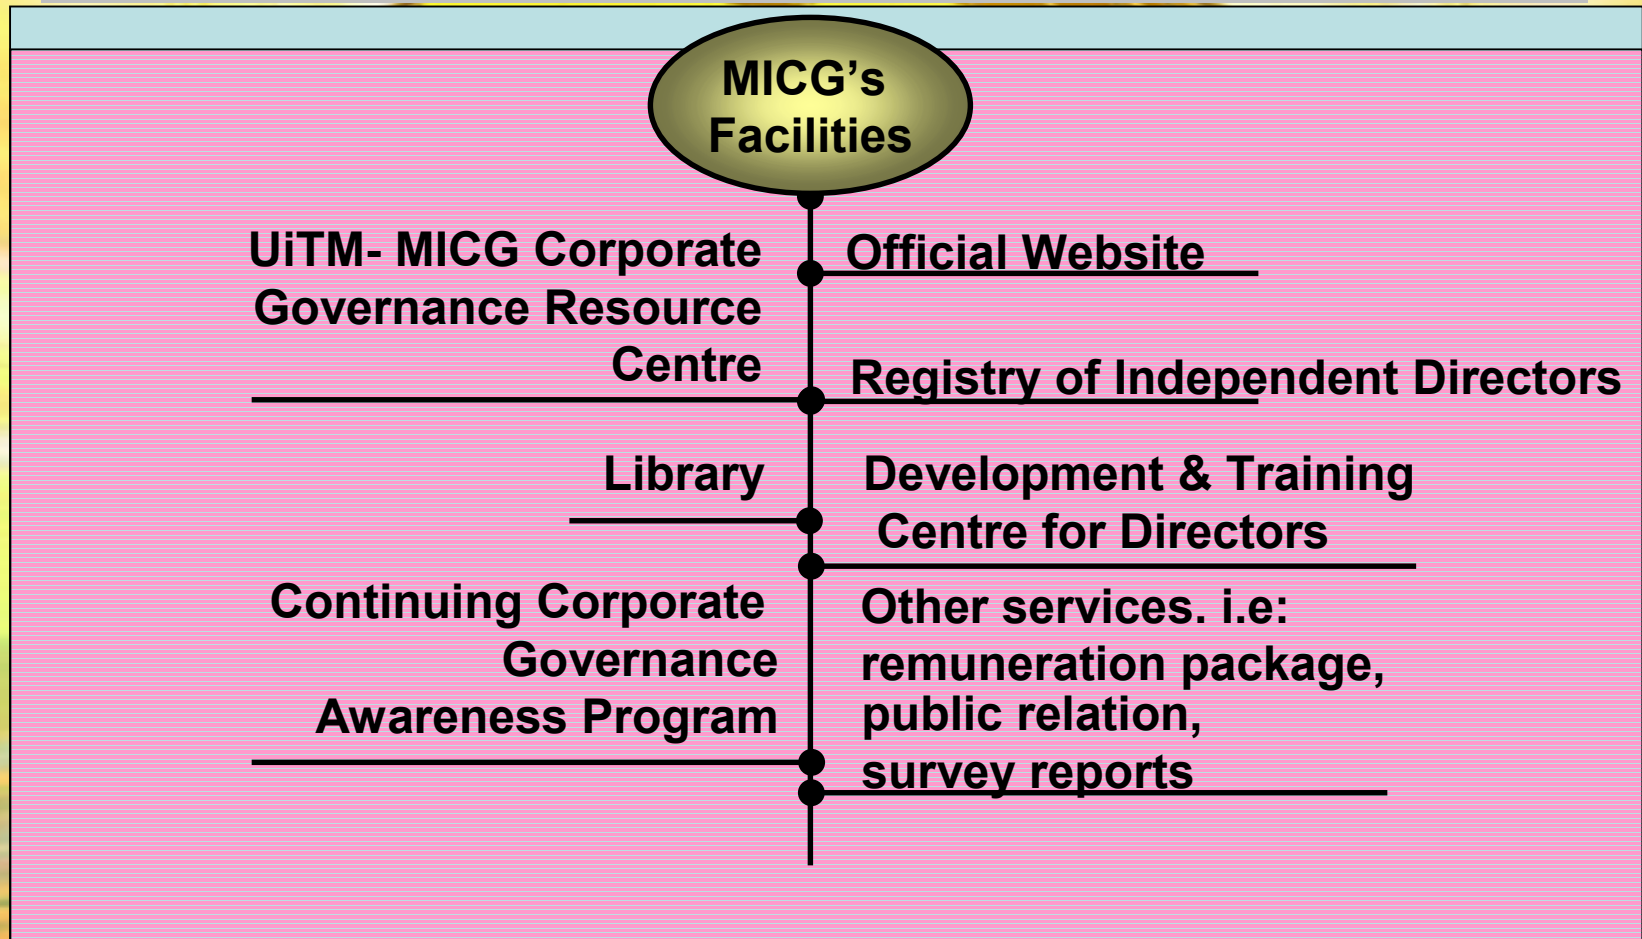 MICG’s
Facilities
UiTM- MICG Corporate
Governance Resource
Centre
Official Website
Registry of Independent Directors
Library
Development & Training
Centre for Directors
Continuing Corporate
Governance
Awareness Program
Other services. i.e:
remuneration package,
public relation,
survey reports